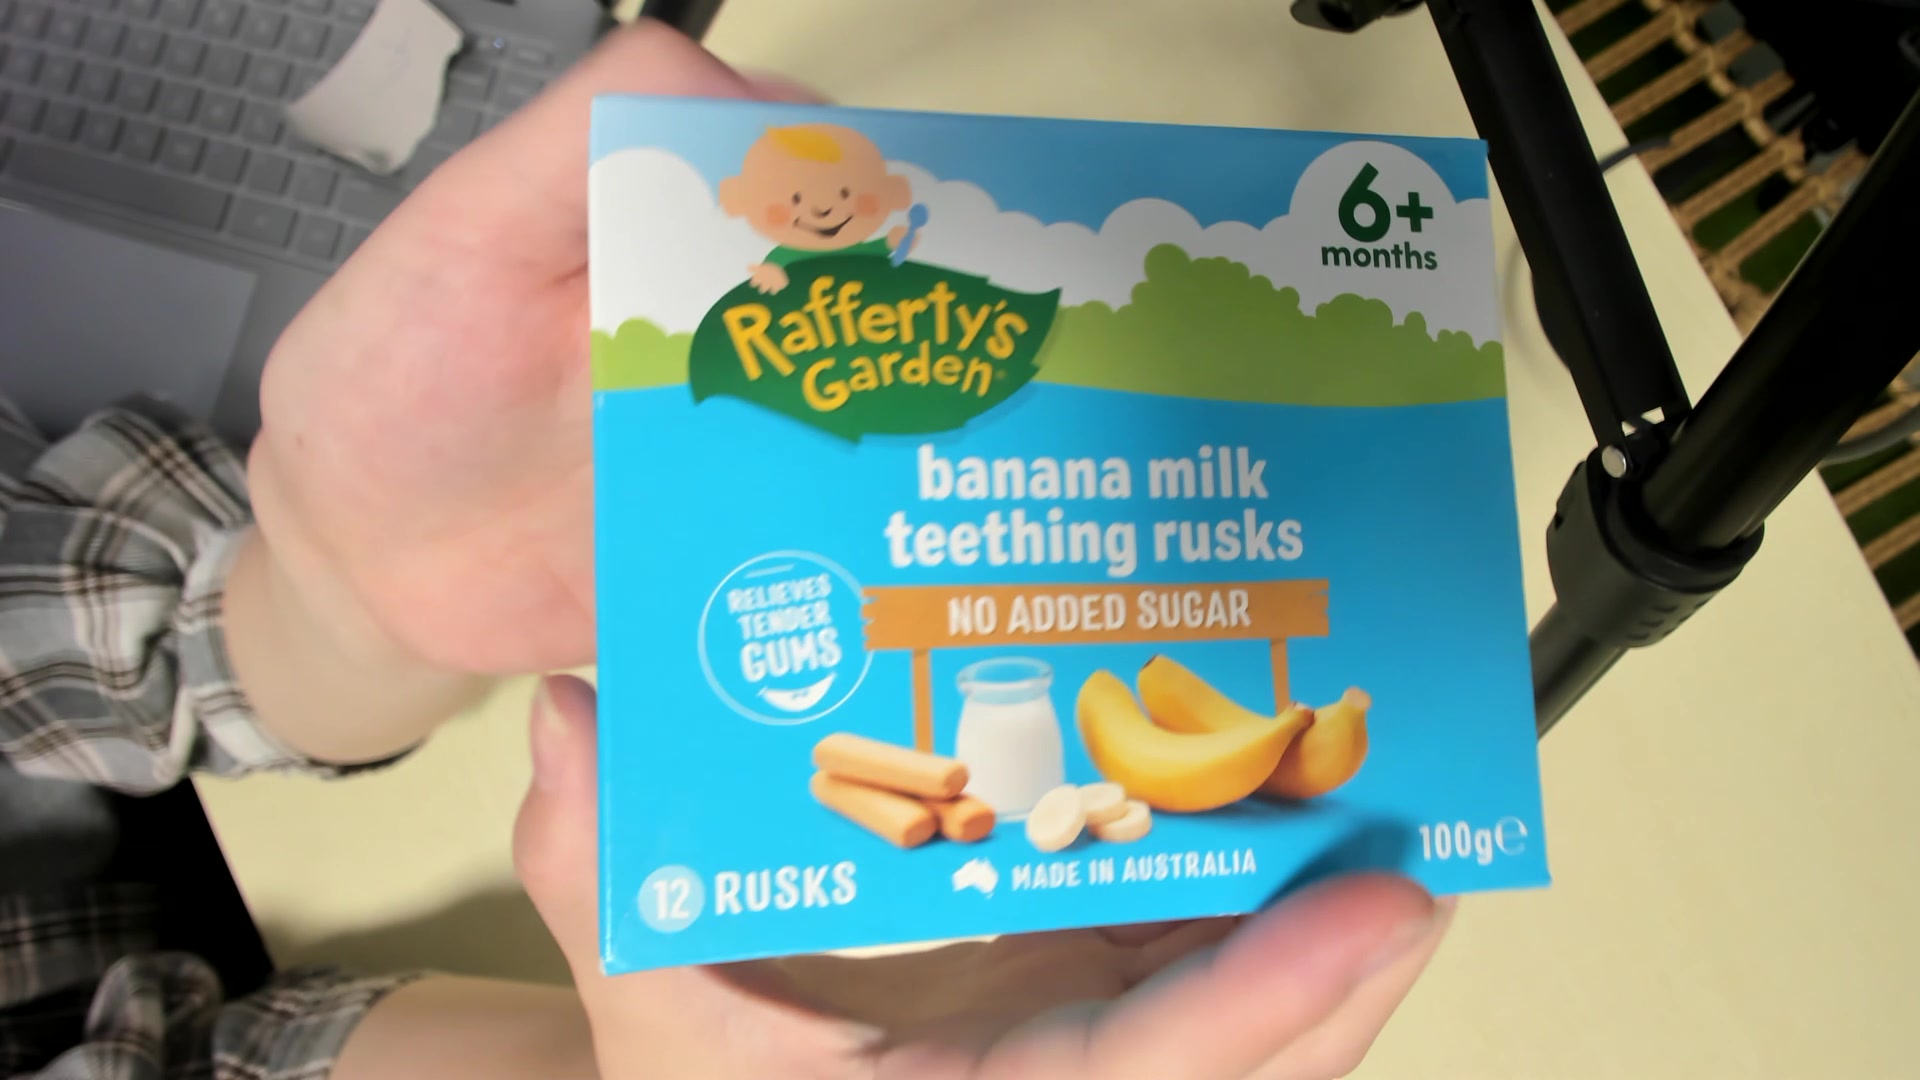 6+
months
Rafferty's
Garden
banana milk
teething rusks
NO ADDED SUGAR
RELIEVES
TENDER
GUMS
12 RUSKS
MADE IN AUSTRALIA
100g℮